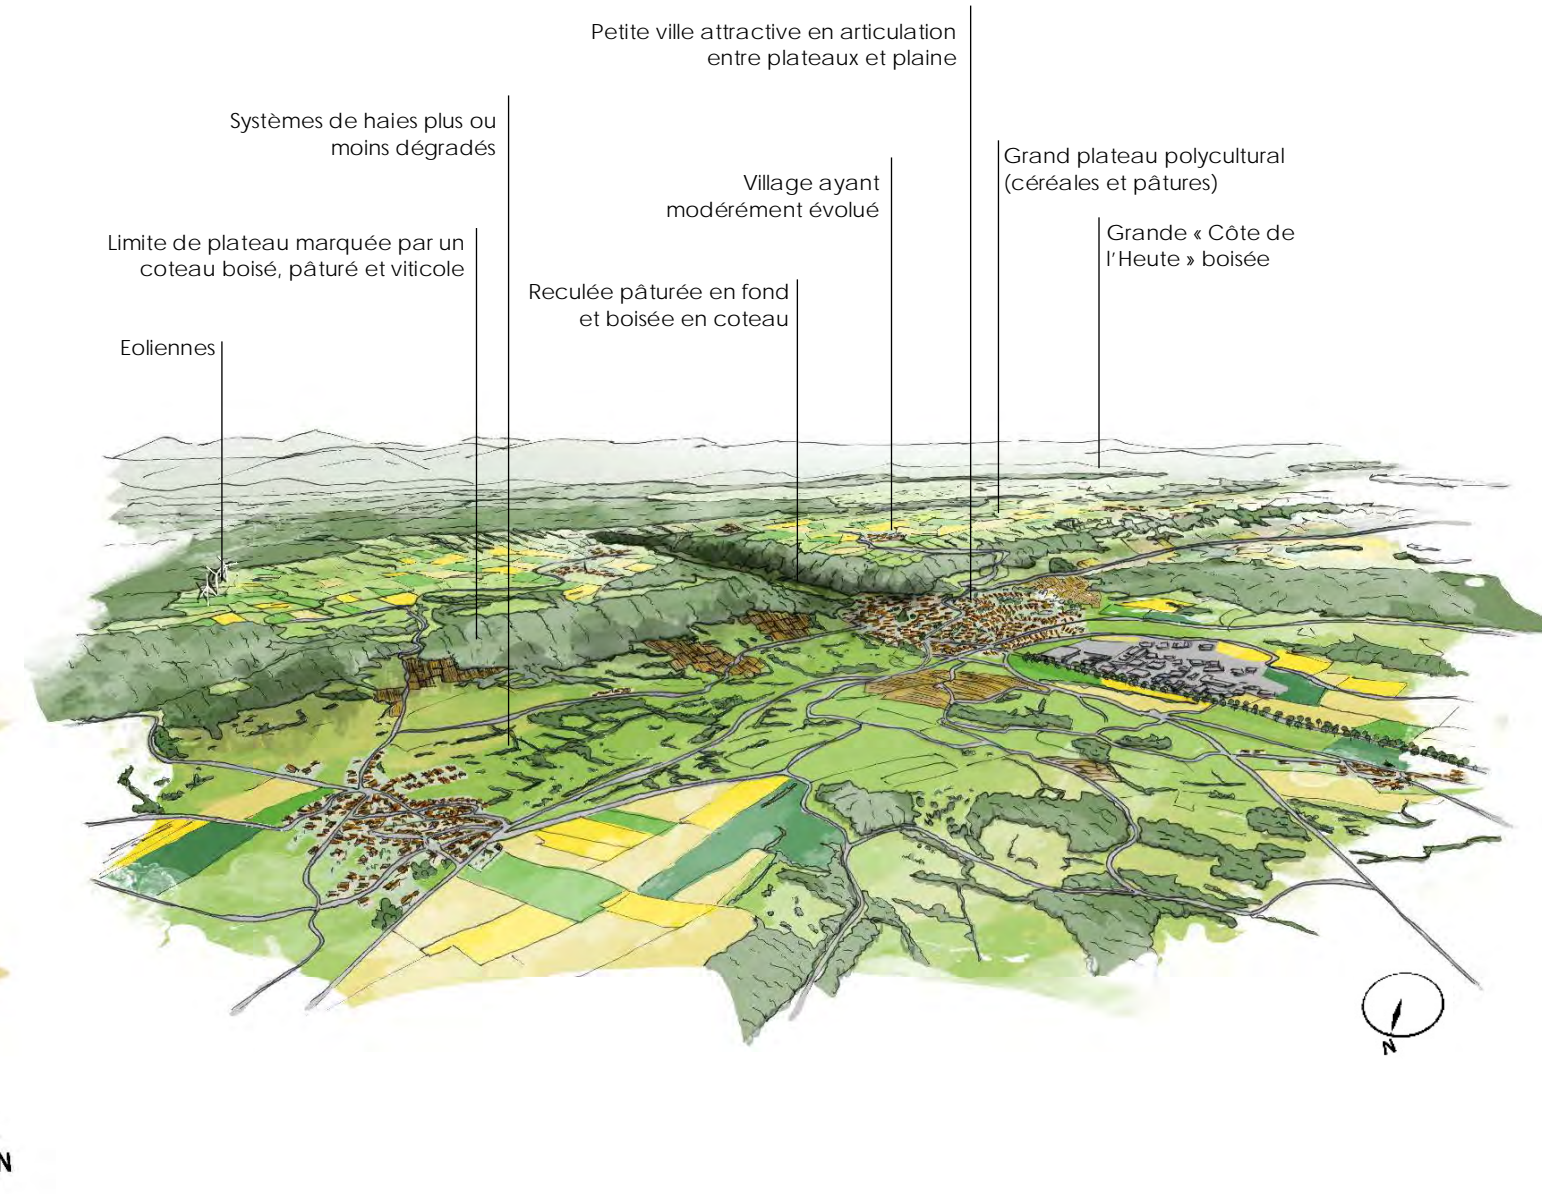 Petite ville attractive en articulation
entre plateaux et plaine
Systèmes de haies plus ou
moins dégradés
Grand plateau polycultural
(céréales et pâtures)
Village ayant
modérément évolué
Grande « Côte de
l'Heute » boisée
Limite de plateau marquée par un
coteau boisé, pâturé et viticole
Reculée pâturée en fond
et boisée en coteau
Eoliennes
N
N